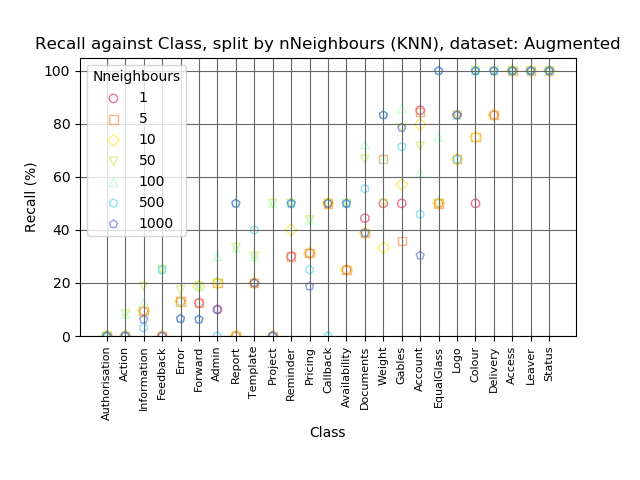 Recall against Class, split by nNeighbours (KNN), dataset: Augmented
Recall (%)
100
80
60
40
20
0
Nneighbours
1
5
10
50
100
500
1000
Authorisation
Action
Information
Feedback
Error
Forward
Admin
Report
Template
Project
Reminder
Pricing
Callback
Availability
Documents
Weight
Gables
Account
EqualGlass
Logo
Colour
Delivery
Access
Leaver
Status
Class